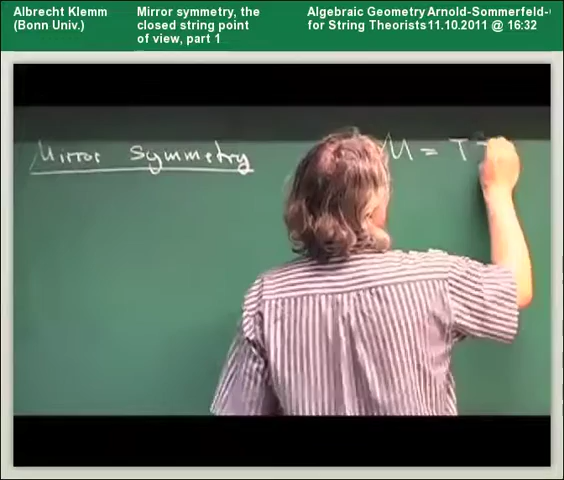 Albrecht Klemm
(Bonn Univ.)
Mirror symmetry, the
closed string point
of view, part 1
Algebraic Geometry
for String Theorists
Arnold-Sommerfeld-
11.10.2011 @ 16:32
Mirror Symmetry
M = T